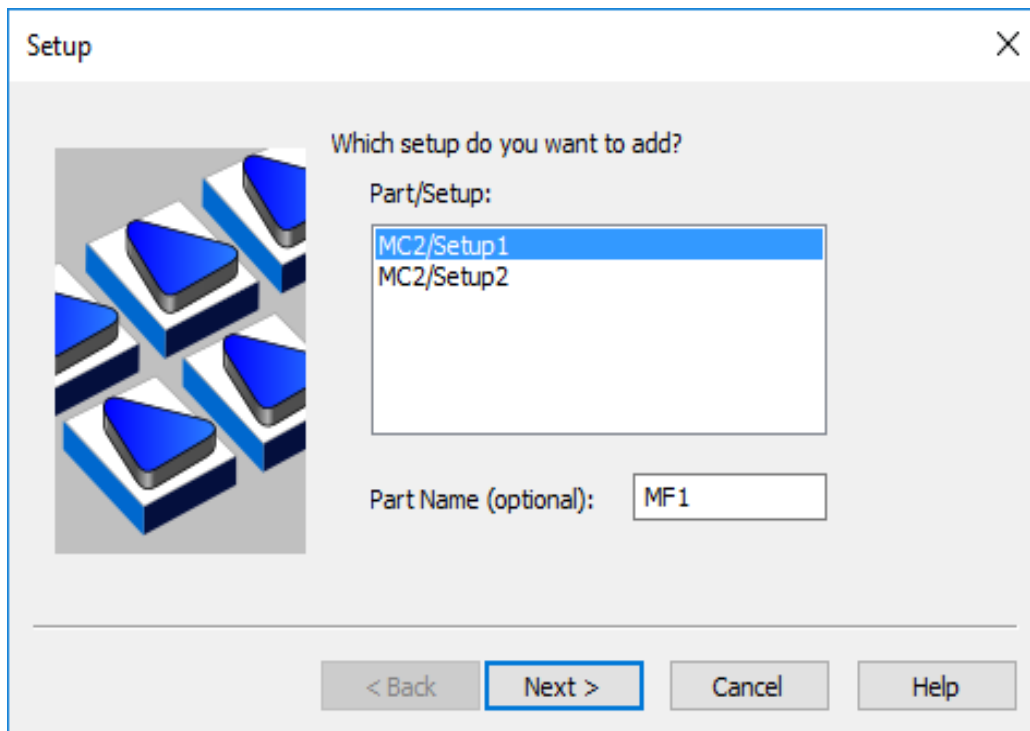 Setup
Which setup do you want to add?
Part/Setup:
MC2/Setup1
MC2/Setup2
Part Name (optional): MF1
< Back Next > Cancel Help